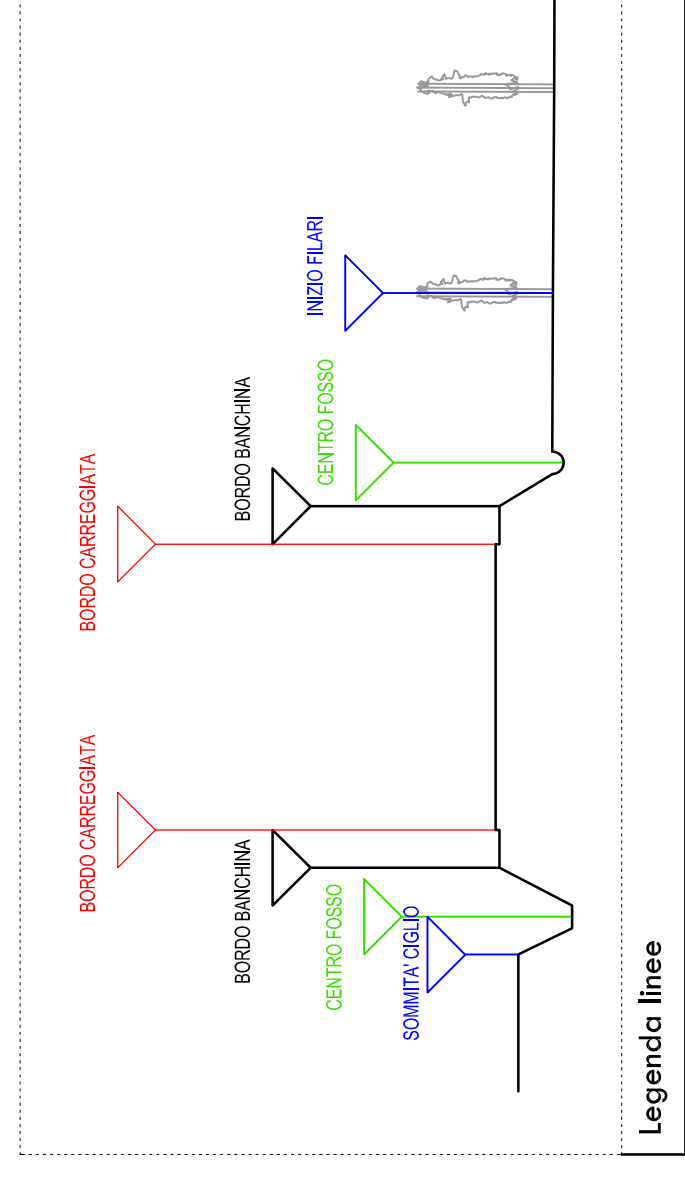 BORDO CARREGGIATA
BORDO CARREGGIATA
BORDO BANCHINA
BORDO BANCHINA
INIZIO FILARI
CENTRO FOSSO
CENTRO FOSSO
SOMMITA' CIGLIO
Legenda linee